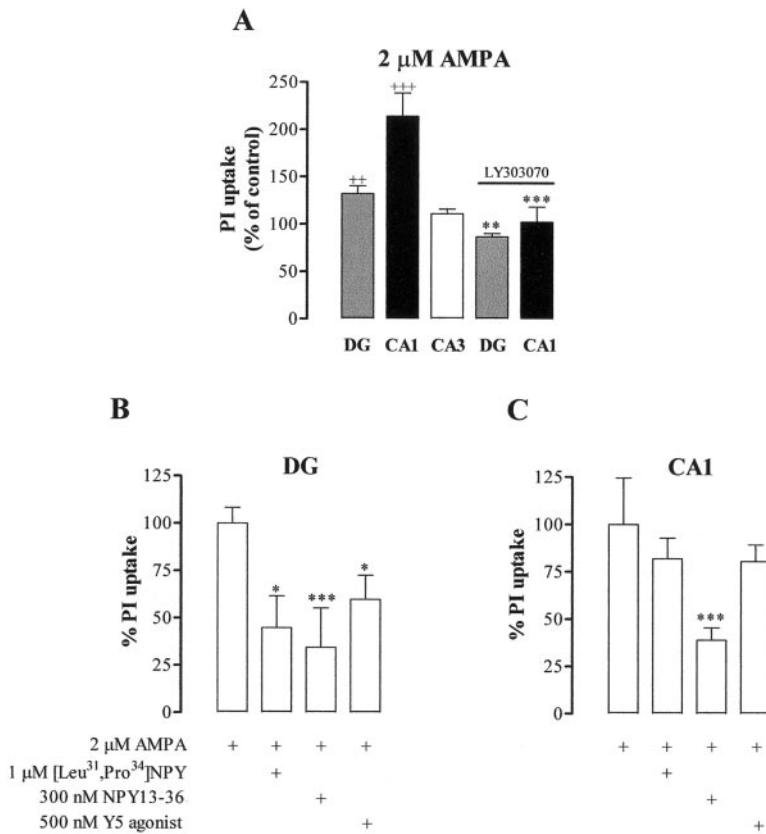 A
2 μM AMPA
PI uptake
(% of control)
250
200
150
100
50
0
++
+++
LY303070
**
***
DG CA1 CA3 DG CA1
B
DG
% PI uptake
125
100
75
50
25
0
*
***
*
C
CA1
% PI uptake
125
100
75
50
25
0
***
2 μM AMPA + + + + + + + +
1 μM [Leu31,Pro34]NPY + +
300 nM NPY13-36 + +
500 nM Y5 agonist + +